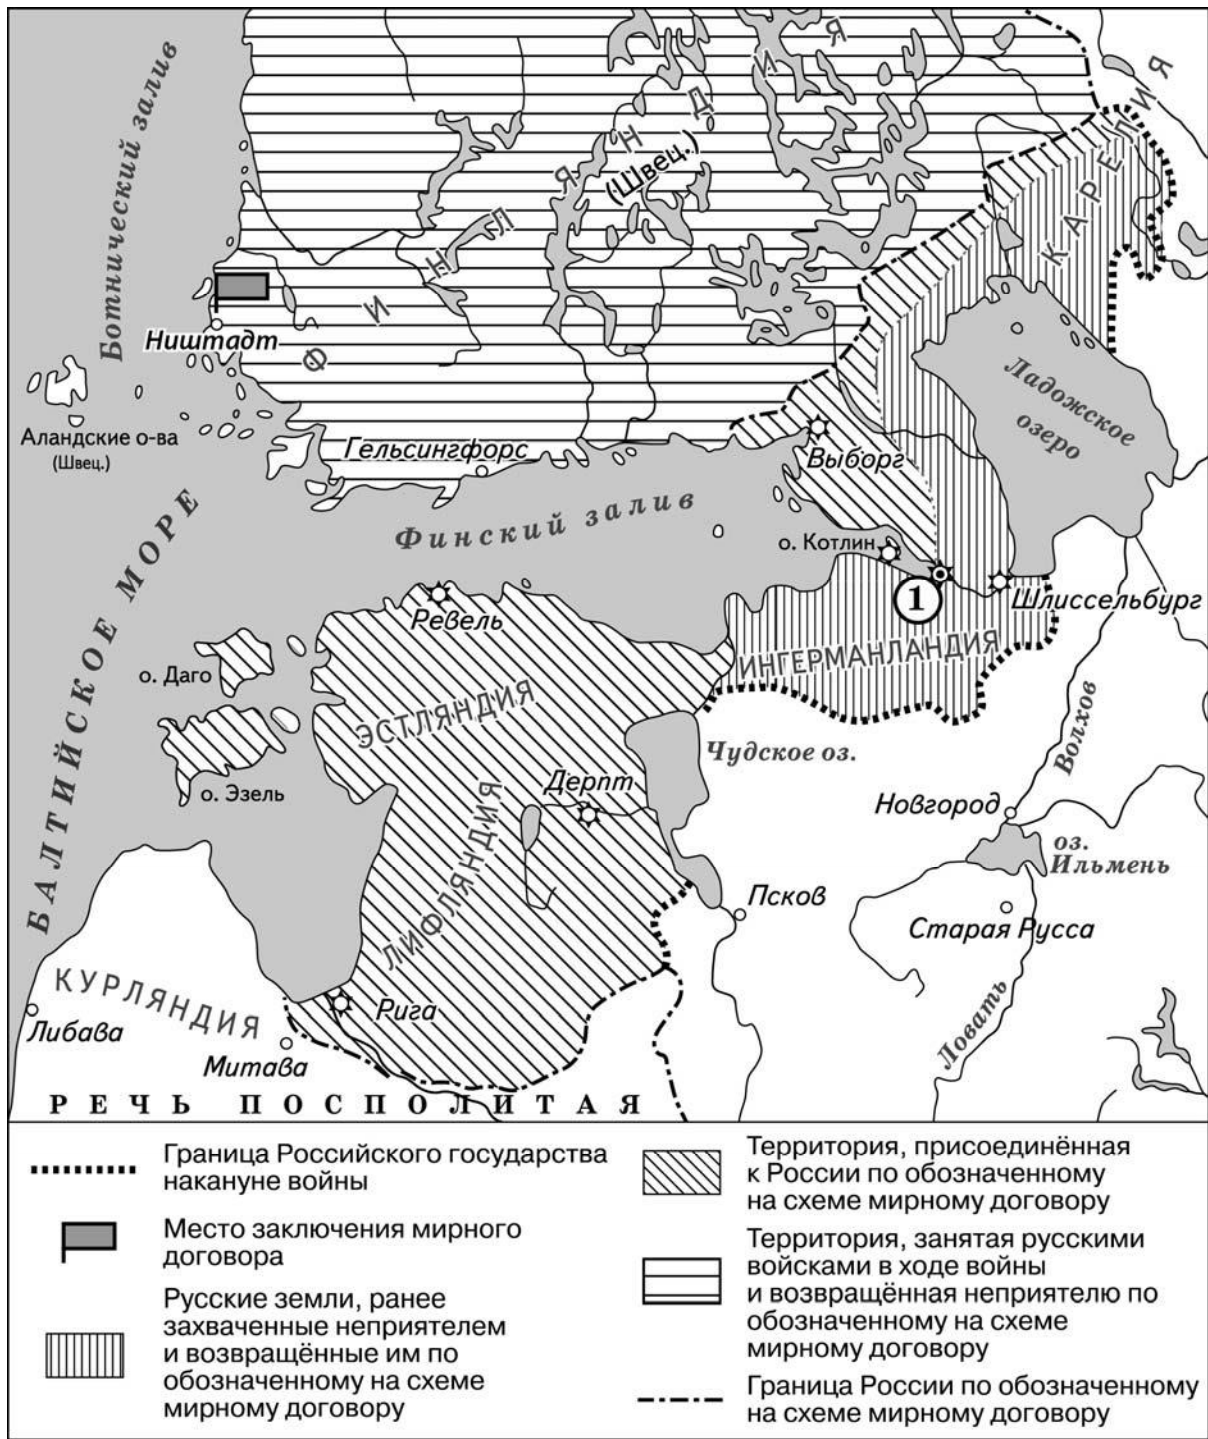 Ботнический залив
ФИНЛЯНДИЯ
(Швец.)
КАРЕЛИЯ
Ништадт
Аландские о-ва
(Швец.)
Гельсингфорс
Выборг
Ладожское
озеро
БАЛТИЙСКОЕ МОРЕ
Финский залив
о. Котлин
1
Шлиссельбург
Ревель
ИНГЕРМАНЛАНДИЯ
о. Даго
ЭСТЛЯНДИЯ
Чудское оз.
Волхов
о. Эзель
Дерпт
Новгород
оз.
Ильмень
ЛИФЛЯНДИЯ
Псков
Старая Русса
КУРЛЯНДИЯ
Рига
Либава
Митава
Ловать
РЕЧЬ ПОСПОЛИТАЯ
Граница Российского государства
накануне войны
Место заключения мирного
договора
Русские земли, ранее
захваченные неприятелем
и возвращённые им по
обозначенному на схеме
мирному договору
Территория, присоединённая
к России по обозначенному
на схеме мирному договору
Территория, занятая русскими
войсками в ходе войны
и возвращённая неприятелю по
обозначенному на схеме
мирному договору
Граница России по обозначенному
на схеме мирному договору